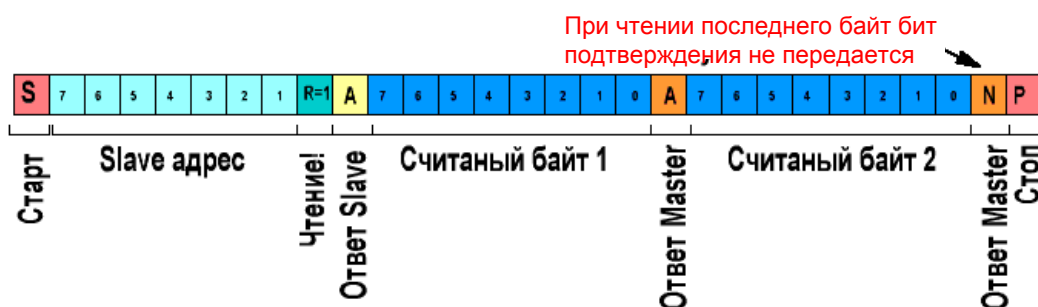 При чтении последнего байт бит
подтверждения не передается
S 7 6 5 4 3 2 1 R=1 A 7 6 5 4 3 2 1 0 A 7 6 5 4 3 2 1 0 N P
Старт
Slave адрес
Чтение!
Ответ Slave
Считаный байт 1
Ответ Master
Считаный байт 2
Ответ Master
Стоп